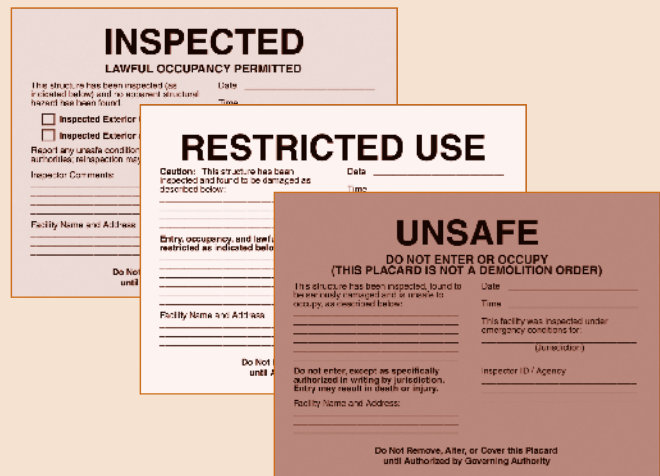 INSPECTED
LAWFUL OCCUPANCY PERMITTED
This structure has been inspected (as
indicated below) and no apparent structural
hazard has been found.
Date
Time
Inspected Exterior
Inspected Exterior
Report any unsafe condition
authorities; reinspection may
Inspector Comments:
Facility Name and Address
Do Not
until
RESTRICTED USE
Caution: This structure has been
inspected and found to be damaged as
described below:
Date
Time
Entry, occupancy, and lawfu
restricted as indicated belo
Facility Name and Address
Do Not
until A
UNSAFE
DO NOT ENTER OR OCCUPY
(THIS PLACARD IS NOT A DEMOLITION ORDER)
This structure has been inspected, found to
be seriously damaged and is unsafe to
occupy, as described below:
Do not enter, except as specifically
authorized in writing by jurisdiction.
Entry may result in death or injury.
Facility Name and Address:
Date
Time
This facility was inspected under
emergency conditions for:
(Jurisdiction)
Inspector ID / Agency
Do Not Remove, Alter, or Cover this Placard
until Authorized by Governing Authority